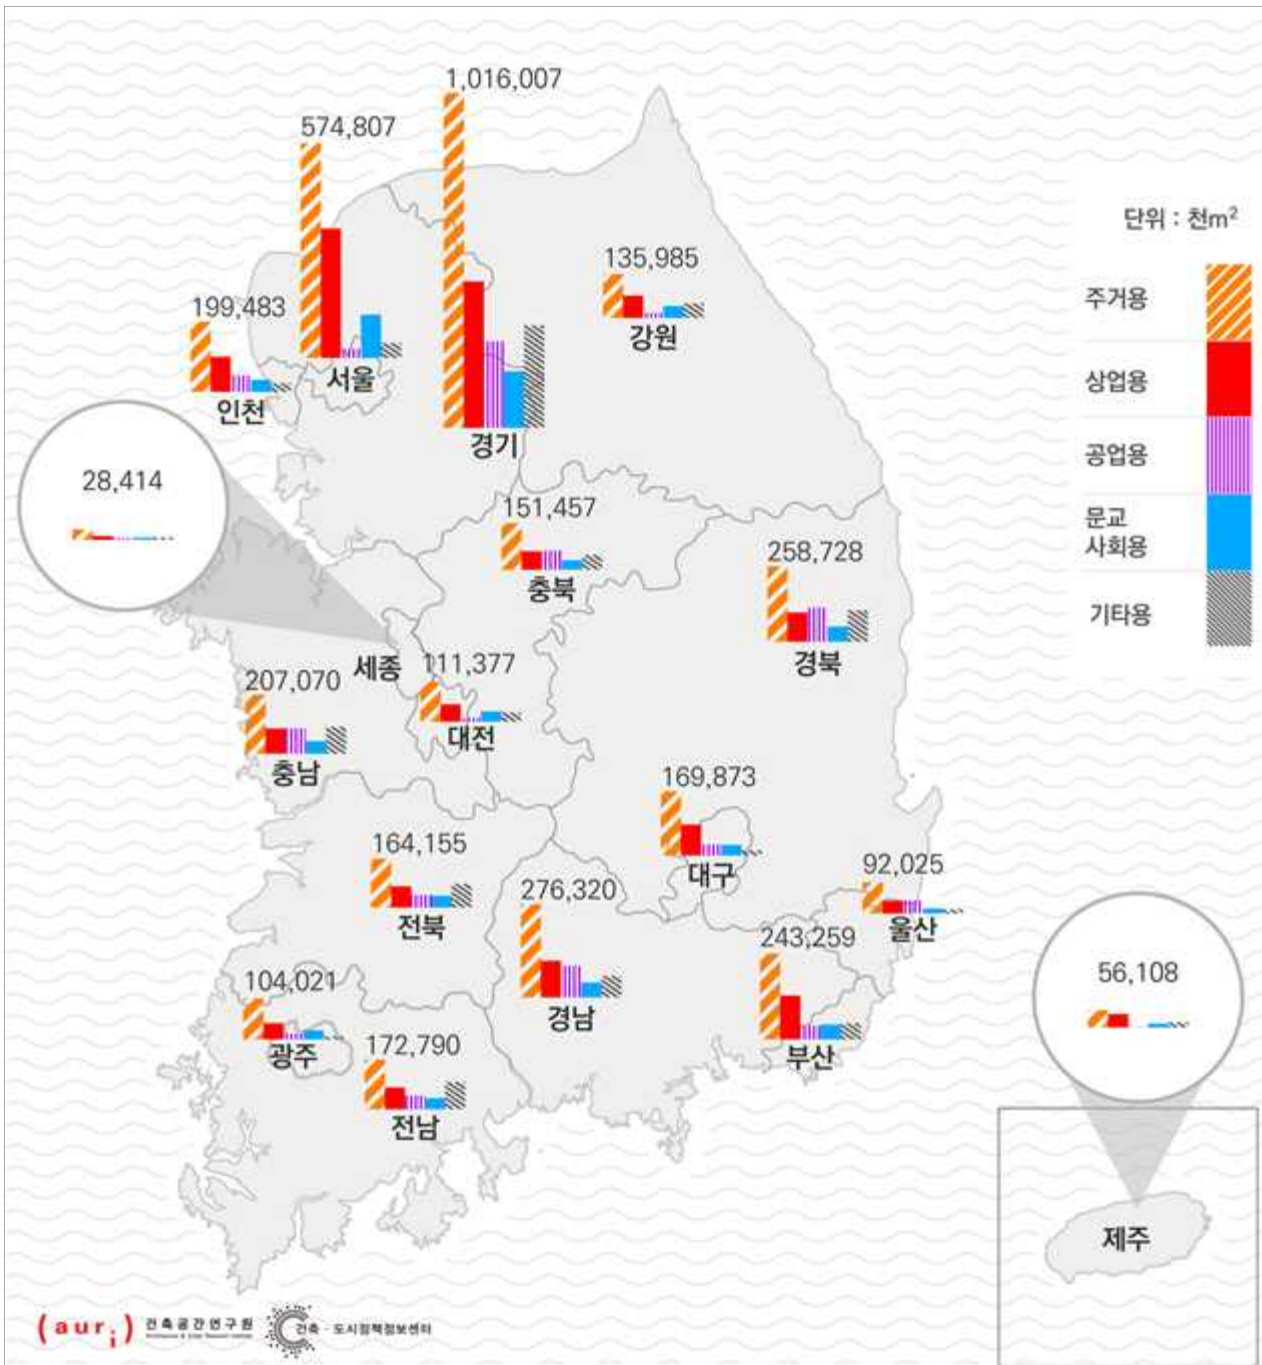 1,016,007
574,807
단위 : 천m²
135,985
주거용
199,483
강원
서울
상업용
인천
경기
공업용
28,414
151,457
문교
사회용
258,728
충북
기타용
경북
세종
111,377
207,070
대전
충남
169,873
164,155
92,025
대구
276,320
전북
울산
243,259
56,108
104,021
경남
광주
172,790
부산
전남
제주
(auri) 건축공간연구원
건축·도시정책정보센터